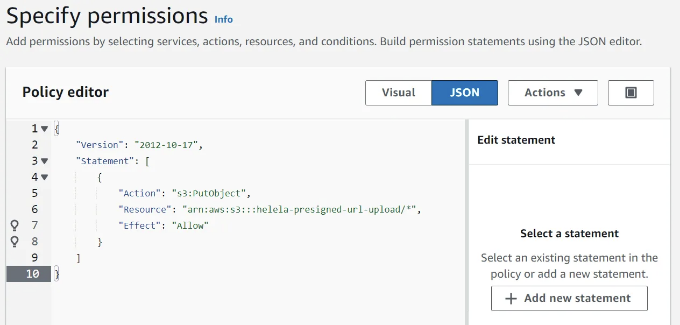 Specify permissions Info
Add permissions by selecting services, actions, resources, and conditions. Build permission statements using the JSON editor.
Policy editor
Visual
JSON
Actions
1 {
2 "Version": "2012-10-17",
3 "Statement": [
4 {
5 "Action": "s3:PutObject",
6 "Resource": "arn:aws:s3:::helela-presigned-url-upload/*",
7 "Effect": "Allow"
8 }
9 ]
10 }
Edit statement
Select a statement
Select an existing statement in the
policy or add a new statement.
+ Add new statement